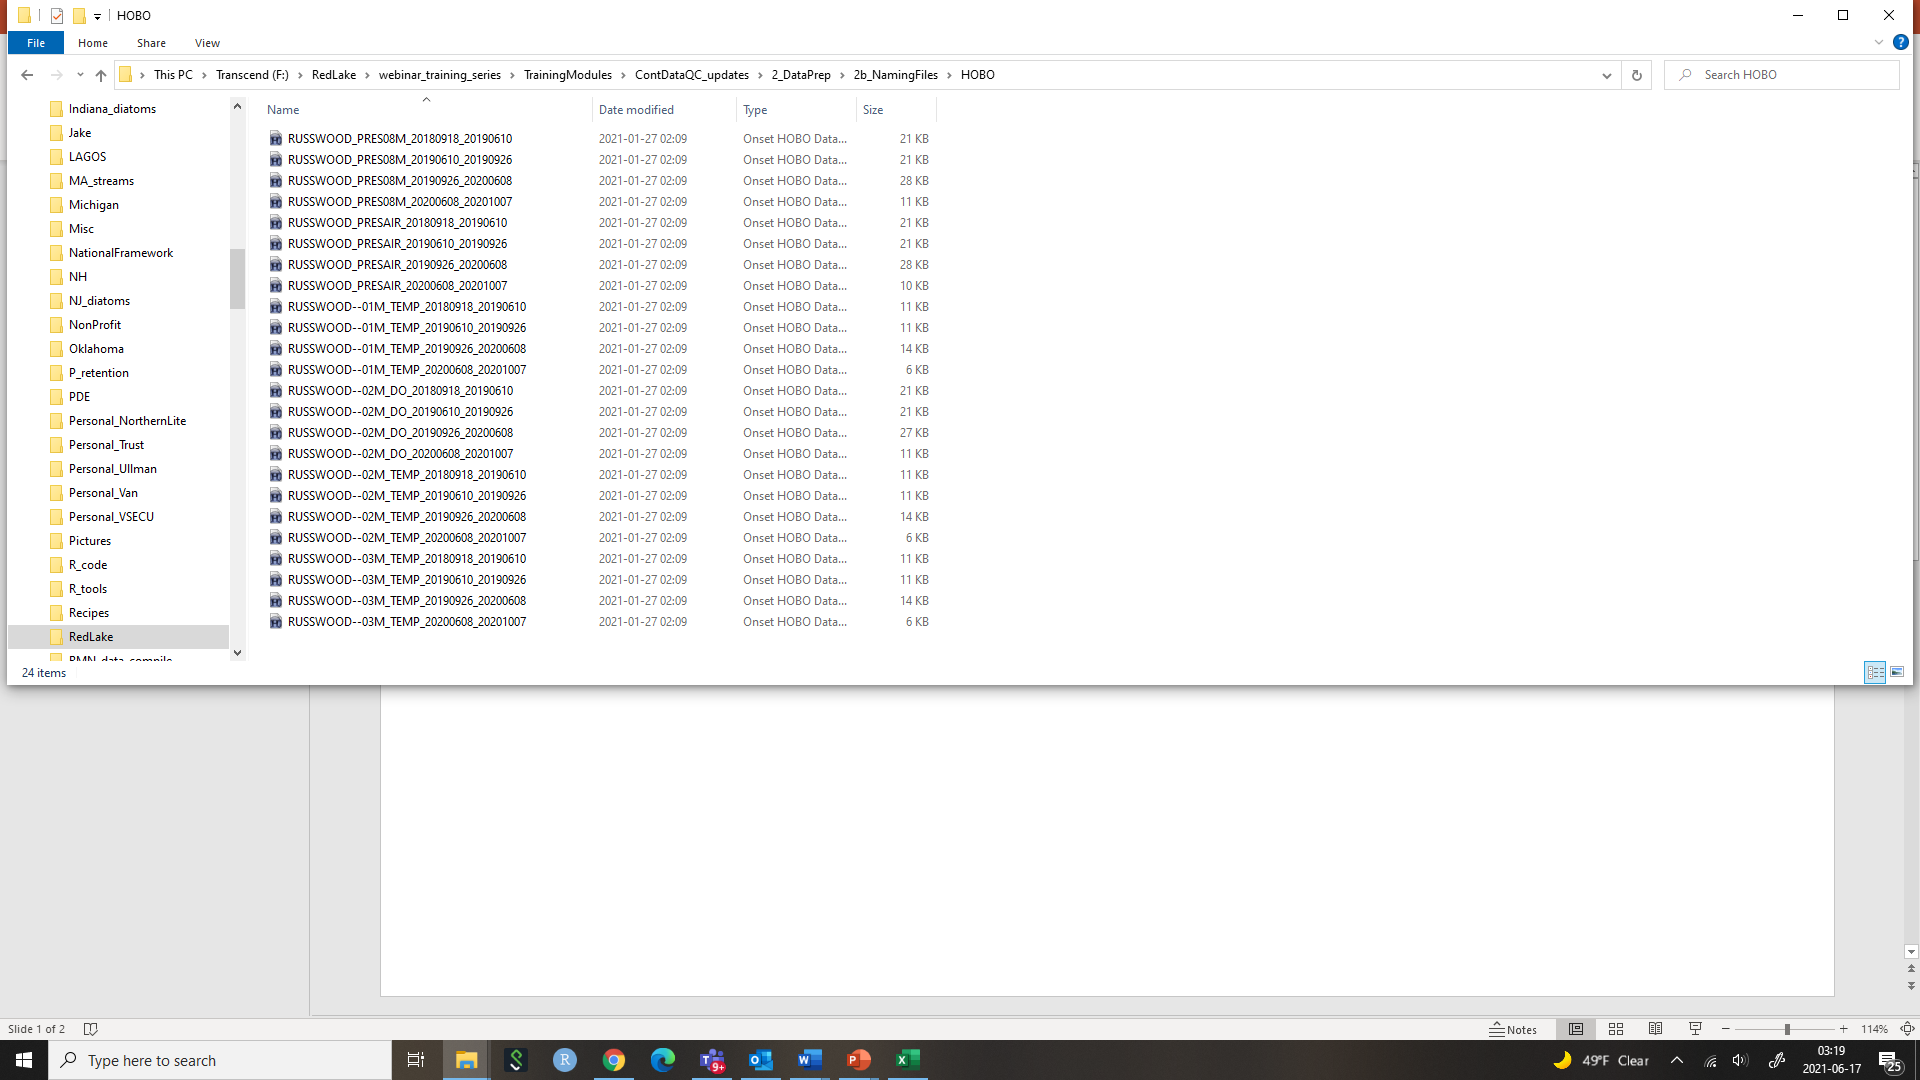 HOBO
File Home Share View
This PC > Transcend (F:) > RedLake > webinar_training_series > TrainingModules > ContDataQC_updates > 2_DataPrep > 2b_NamingFiles > HOBO
Search HOBO
Indiana_diatoms
Jake
LAGOS
MA_streams
Michigan
Misc
NationalFramework
NH
NJ_diatoms
NonProfit
Oklahoma
P_retention
PDE
Personal_NorthernLite
Personal_Trust
Personal_Ullman
Personal_Van
Personal_VSECU
Pictures
R_code
R_tools
Recipes
RedLake
RMN_data_compile
Name Date modified Type Size
RUSSWOOD_PRES08M_20180918_20190610 2021-01-27 02:09 Onset HOBO Data... 21 KB
RUSSWOOD_PRES08M_20190610_20190926 2021-01-27 02:09 Onset HOBO Data... 21 KB
RUSSWOOD_PRES08M_20190926_20200608 2021-01-27 02:09 Onset HOBO Data... 28 KB
RUSSWOOD_PRES08M_20200608_20201007 2021-01-27 02:09 Onset HOBO Data... 11 KB
RUSSWOOD_PRESAIR_20180918_20190610 2021-01-27 02:09 Onset HOBO Data... 21 KB
RUSSWOOD_PRESAIR_20190610_20190926 2021-01-27 02:09 Onset HOBO Data... 21 KB
RUSSWOOD_PRESAIR_20190926_20200608 2021-01-27 02:09 Onset HOBO Data... 28 KB
RUSSWOOD_PRESAIR_20200608_20201007 2021-01-27 02:09 Onset HOBO Data... 10 KB
RUSSWOOD--01M_TEMP_20180918_20190610 2021-01-27 02:09 Onset HOBO Data... 11 KB
RUSSWOOD--01M_TEMP_20190610_20190926 2021-01-27 02:09 Onset HOBO Data... 11 KB
RUSSWOOD--01M_TEMP_20190926_20200608 2021-01-27 02:09 Onset HOBO Data... 14 KB
RUSSWOOD--01M_TEMP_20200608_20201007 2021-01-27 02:09 Onset HOBO Data... 6 KB
RUSSWOOD--02M_DO_20180918_20190610 2021-01-27 02:09 Onset HOBO Data... 21 KB
RUSSWOOD--02M_DO_20190610_20190926 2021-01-27 02:09 Onset HOBO Data... 21 KB
RUSSWOOD--02M_DO_20190926_20200608 2021-01-27 02:09 Onset HOBO Data... 27 KB
RUSSWOOD--02M_DO_20200608_20201007 2021-01-27 02:09 Onset HOBO Data... 11 KB
RUSSWOOD--02M_TEMP_20180918_20190610 2021-01-27 02:09 Onset HOBO Data... 11 KB
RUSSWOOD--02M_TEMP_20190610_20190926 2021-01-27 02:09 Onset HOBO Data... 11 KB
RUSSWOOD--02M_TEMP_20190926_20200608 2021-01-27 02:09 Onset HOBO Data... 14 KB
RUSSWOOD--02M_TEMP_20200608_20201007 2021-01-27 02:09 Onset HOBO Data... 6 KB
RUSSWOOD--03M_TEMP_20180918_20190610 2021-01-27 02:09 Onset HOBO Data... 11 KB
RUSSWOOD--03M_TEMP_20190610_20190926 2021-01-27 02:09 Onset HOBO Data... 11 KB
RUSSWOOD--03M_TEMP_20190926_20200608 2021-01-27 02:09 Onset HOBO Data... 14 KB
RUSSWOOD--03M_TEMP_20200608_20201007 2021-01-27 02:09 Onset HOBO Data... 6 KB
24 items
Slide 1 of 2
Notes
114%
Type here to search
9+
49°F Clear
03:19
2021-06-17
25